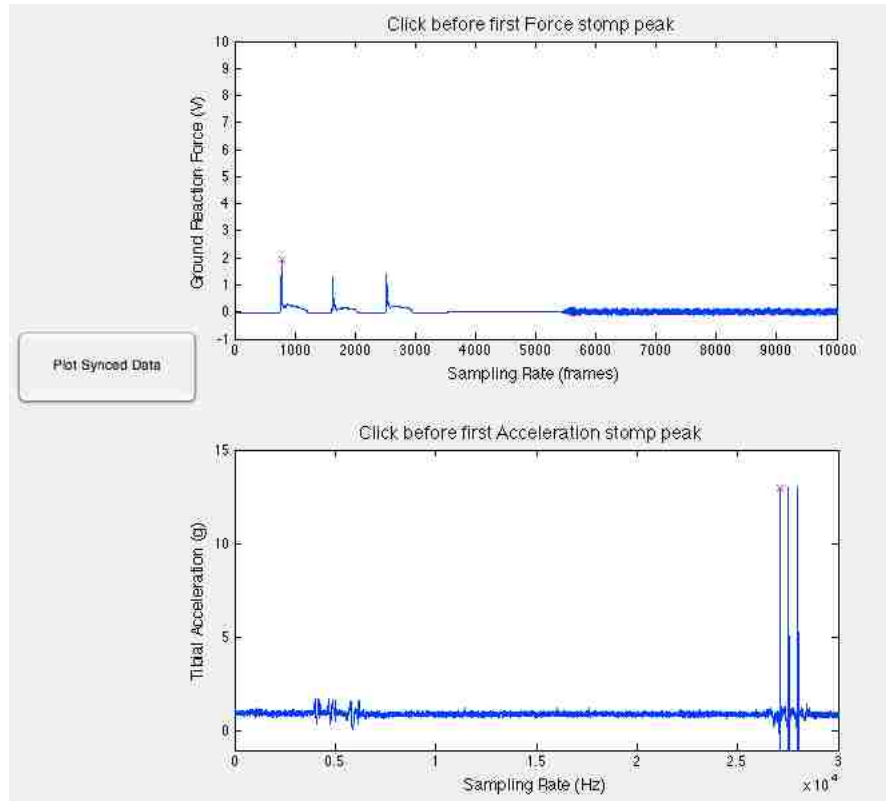 Click before first Force stomp peak
10
9
8
7
6
5
4
3
2
1
0
-1
Ground Reaction Force (V)
0 1000 2000 3000 4000 5000 6000 7000 8000 9000 10000
Sampling Rate (frames)
Plot Synced Data
Click before first Acceleration stomp peak
15
10
5
0
Tibial Acceleration (g)
0 0.5 1 1.5 2 2.5 3
Sampling Rate (Hz)
x 10^4